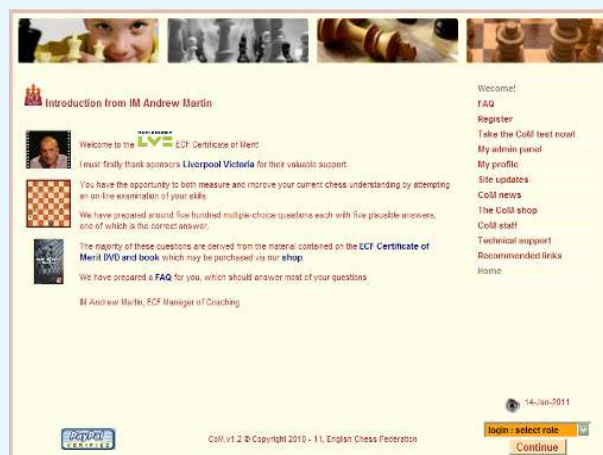 Introduction from IM Andrew Martin
Welcome to the LVE ECF Certificate of Merit!
I must firstly thank sponsors Liverpool Victoria for their valuable support.
You have the opportunity to both measure and improve your current chess understanding by attempting
an on-line examination of your skills.
We have prepared around five hundred multiple-choice questions each with five plausible answers,
one of which is the correct answer.
The majority of these questions are derived from the material contained on the ECF Certificate of
Merit DVD and book which may be purchased via our shop.
We have prepared a FAQ for you, which should answer most of your questions
IM Andrew Martin, ECF Manager of Coaching
Welcome!
FAQ
Register
Take the CoM test now!
My admin panel
My profile
Site updates
CoM news
The CoM shop
CoM staff
Technical support
Recommended links
Home
14-Jan-2011
login : select role
Continue
PayPal
VERIFIED
CoM,v1.2 © Copyright 2010 - 11, English Chess Federation